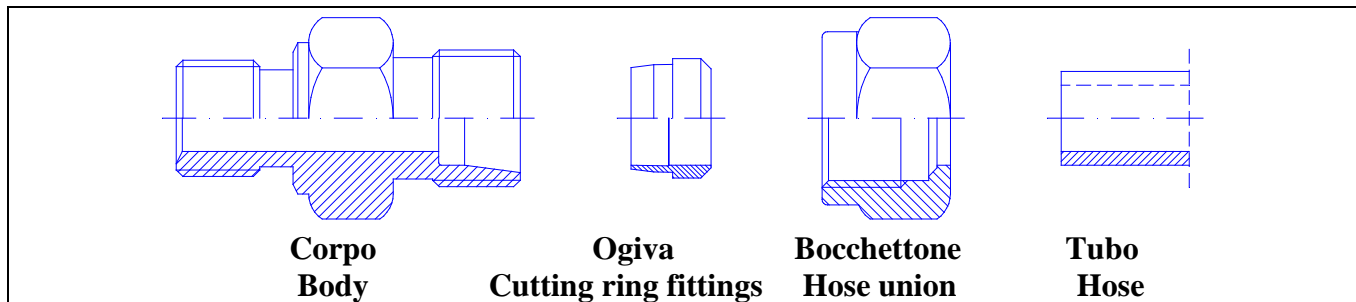 Corpo Ogiva Bocchettone Tubo
Body Cutting ring fittings Hose union Hose